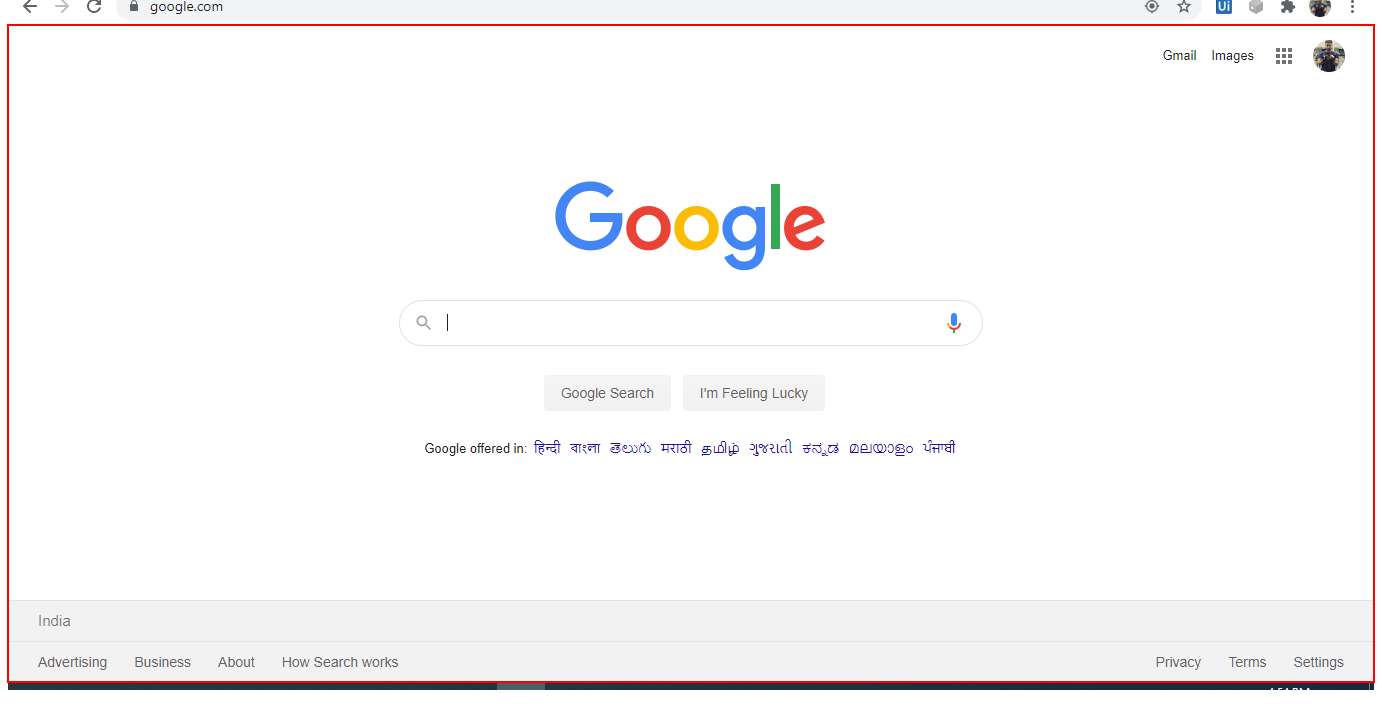 google.com
Ui
Gmail Images
Google
Google Search I'm Feeling Lucky
Google offered in: हिन्दी বাংলা తెలుగు मराठी தமிழ் ગુજરાતી ಕನ್ನಡ മലയാളം ਪੰਜਾਬੀ
India
Advertising Business About How Search works Privacy Terms Settings